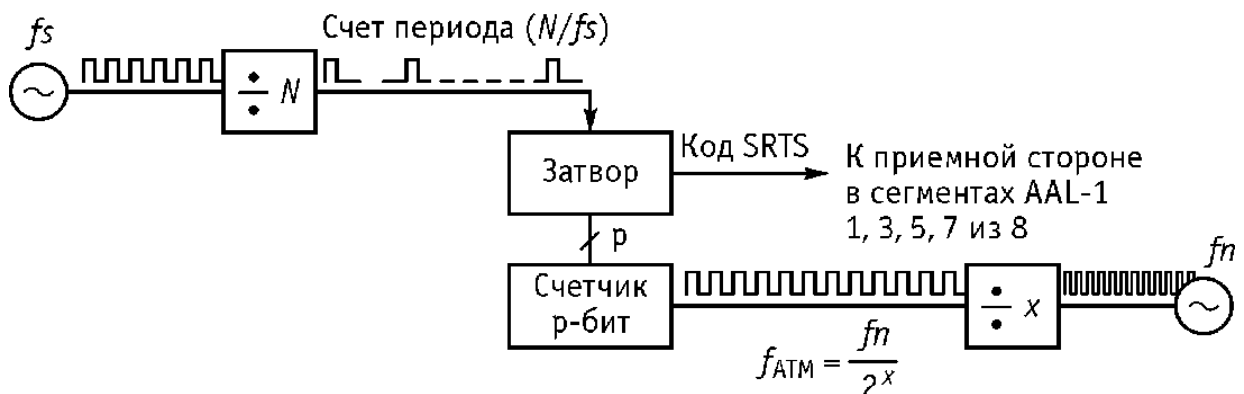 fs
Счет периода (N/fs)
÷ N
Затвор
Код SRTS
К приемной стороне
в сегментах AAL-1
1, 3, 5, 7 из 8
p
Счетчик
p-бит
÷ x
fn
fATM = fn / 2^x